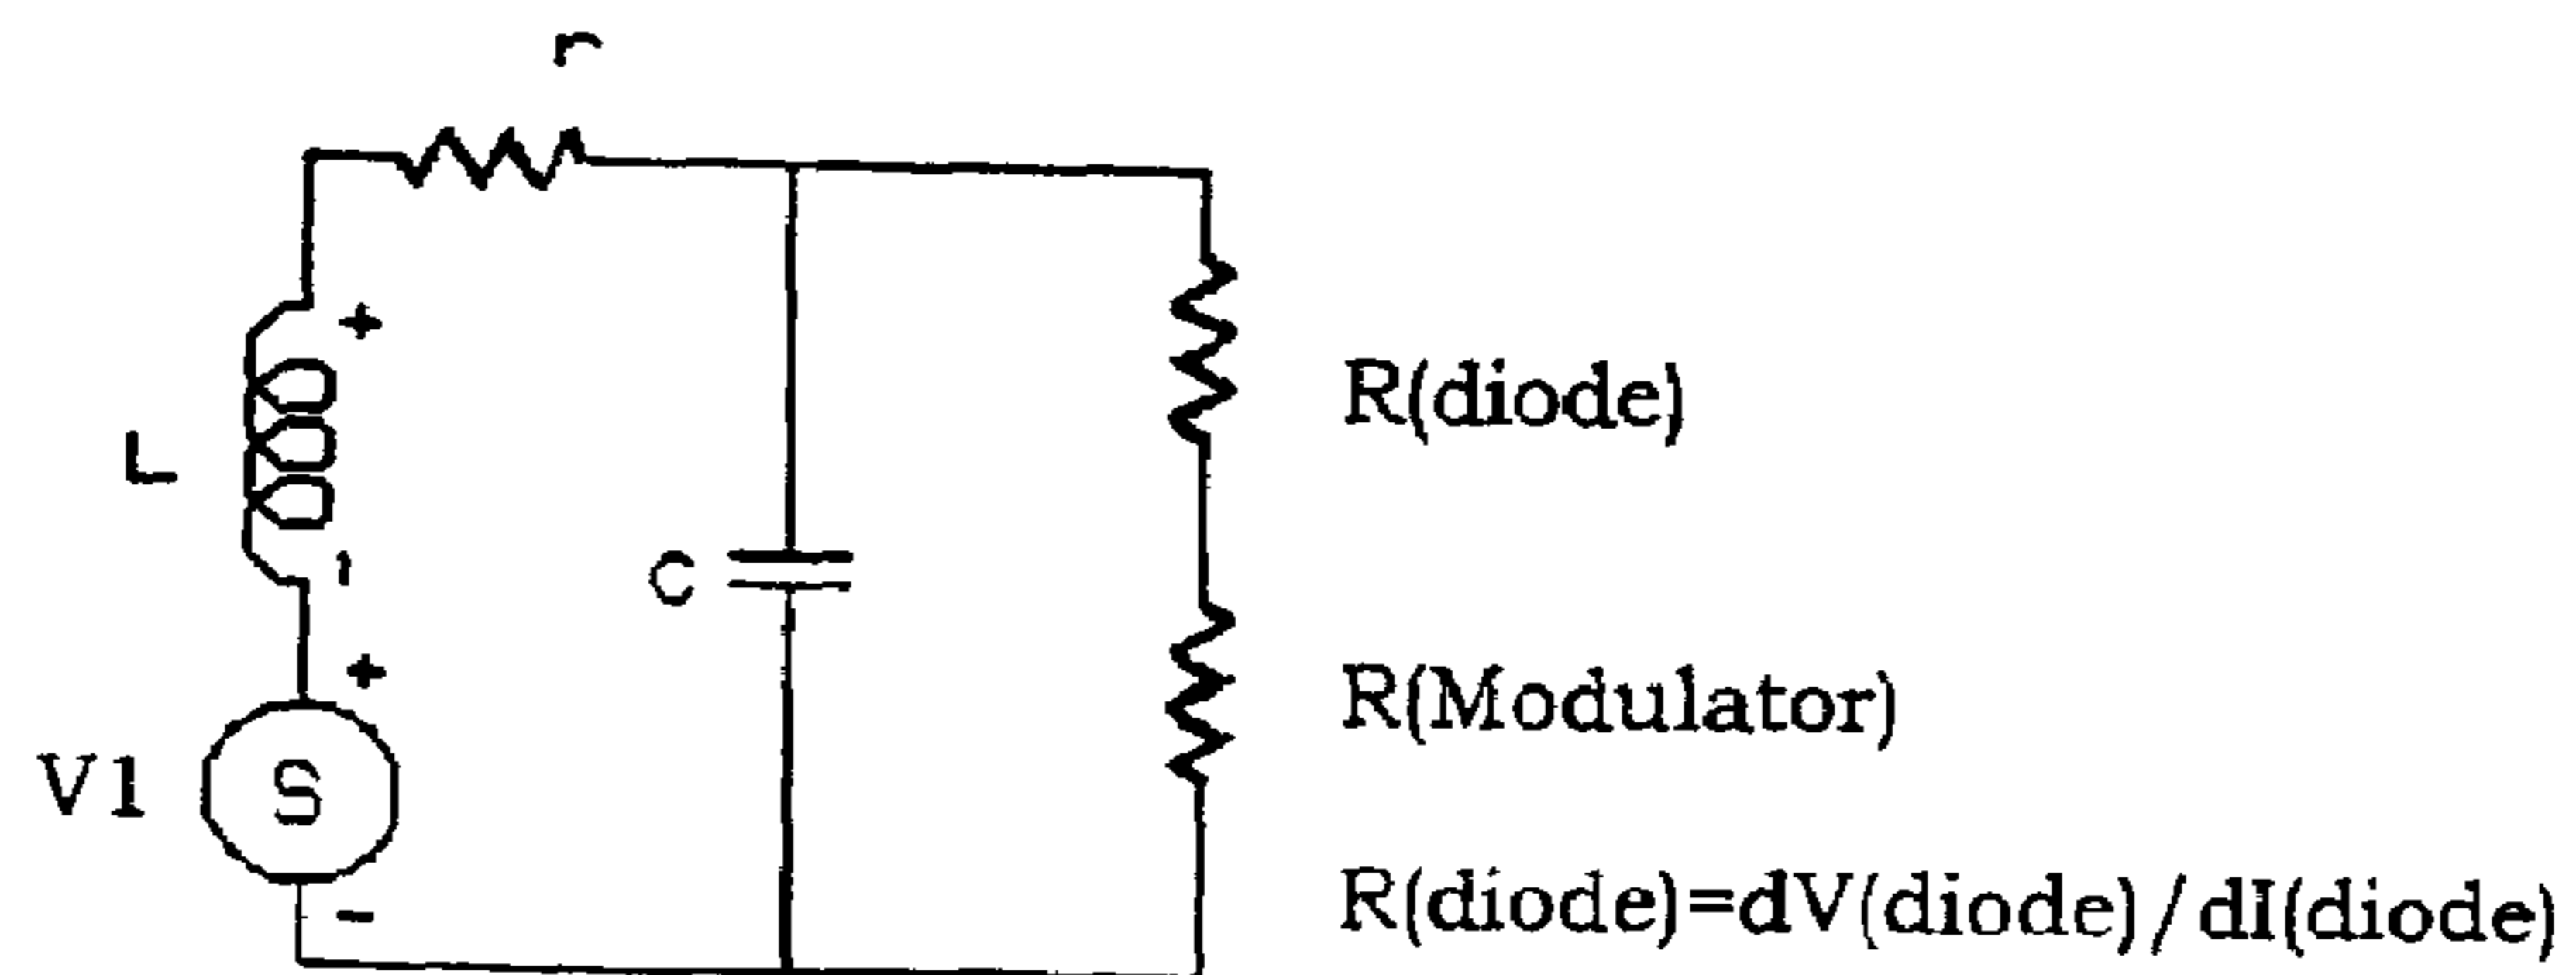 r
+
L
R(diode)
-
C
+
R(Modulator)
V1
S
R(diode)=dV(diode)/dI(diode)
-